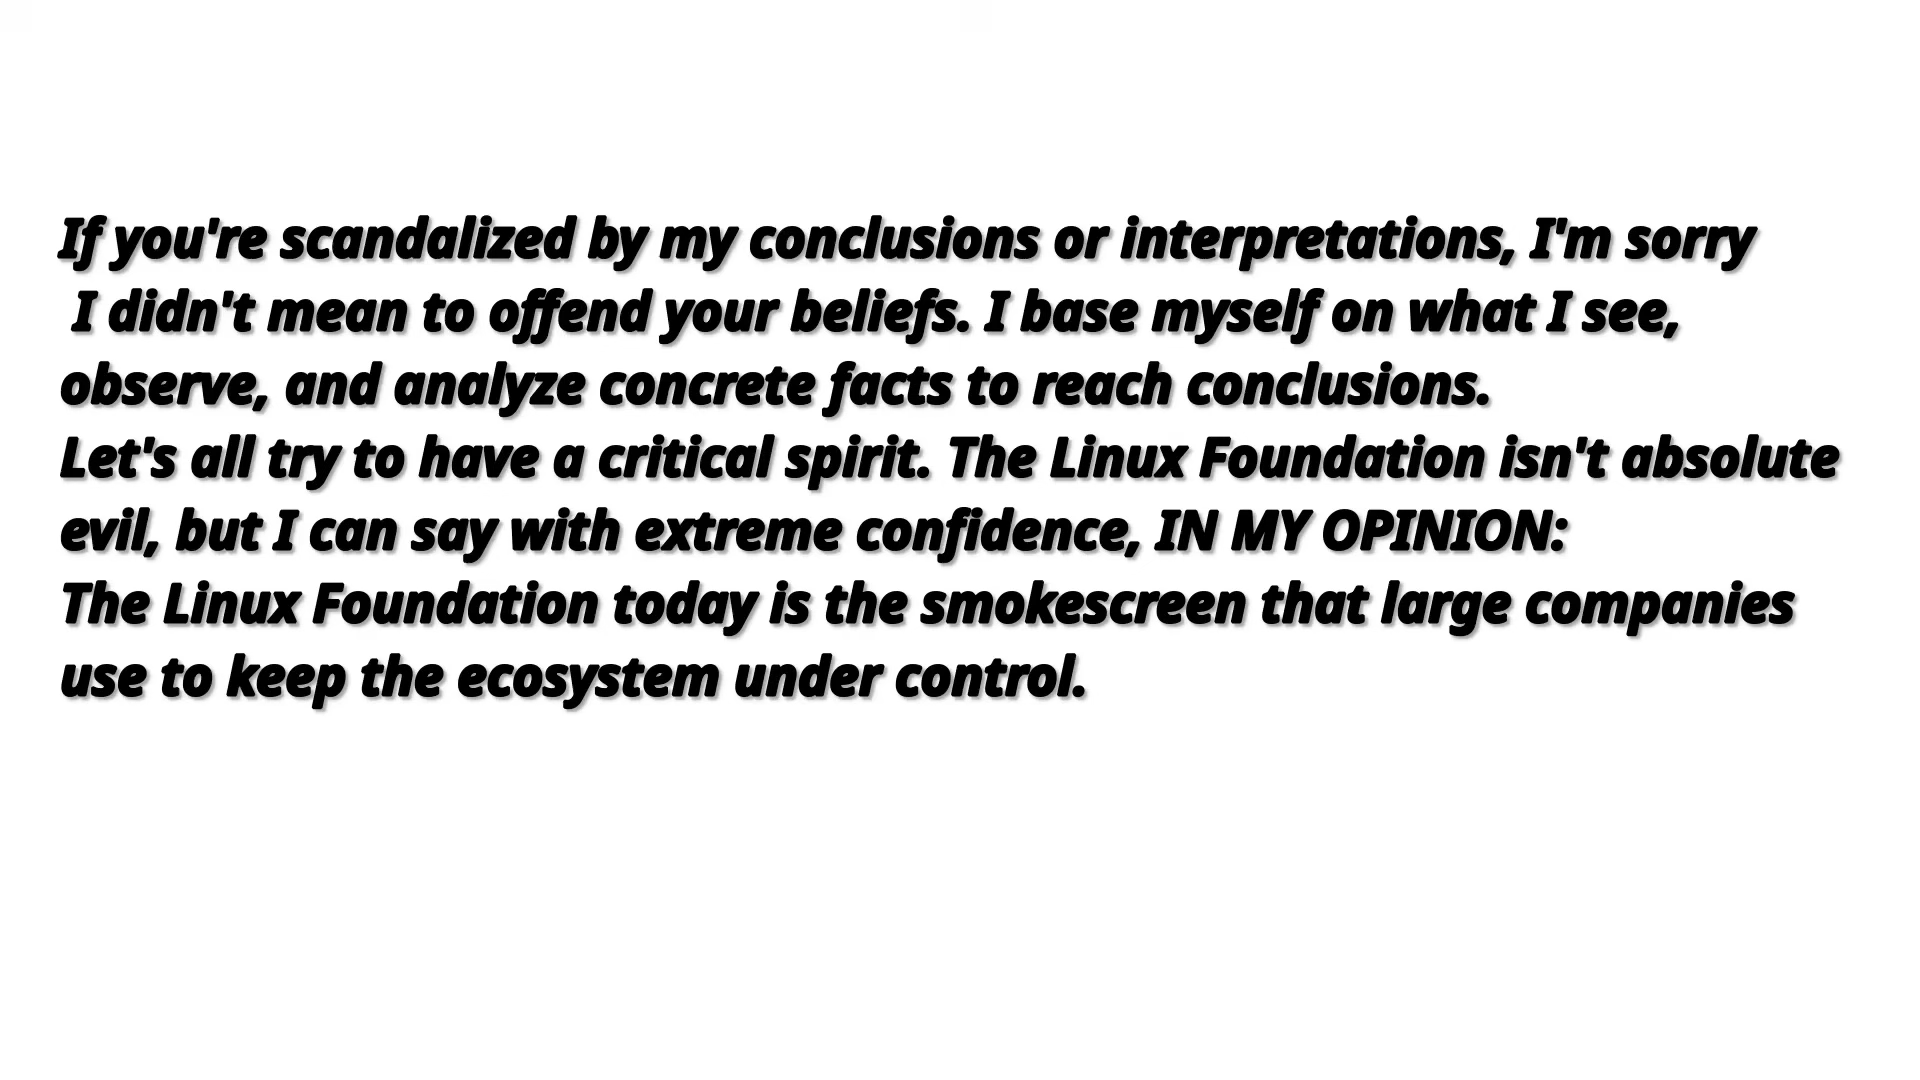 If you're scandalized by my conclusions or interpretations, I'm sorry
I didn't mean to offend your beliefs. I base myself on what I see,
observe, and analyze concrete facts to reach conclusions.
Let's all try to have a critical spirit. The Linux Foundation isn't absolute
evil, but I can say with extreme confidence, IN MY OPINION:
The Linux Foundation today is the smokescreen that large companies
use to keep the ecosystem under control.